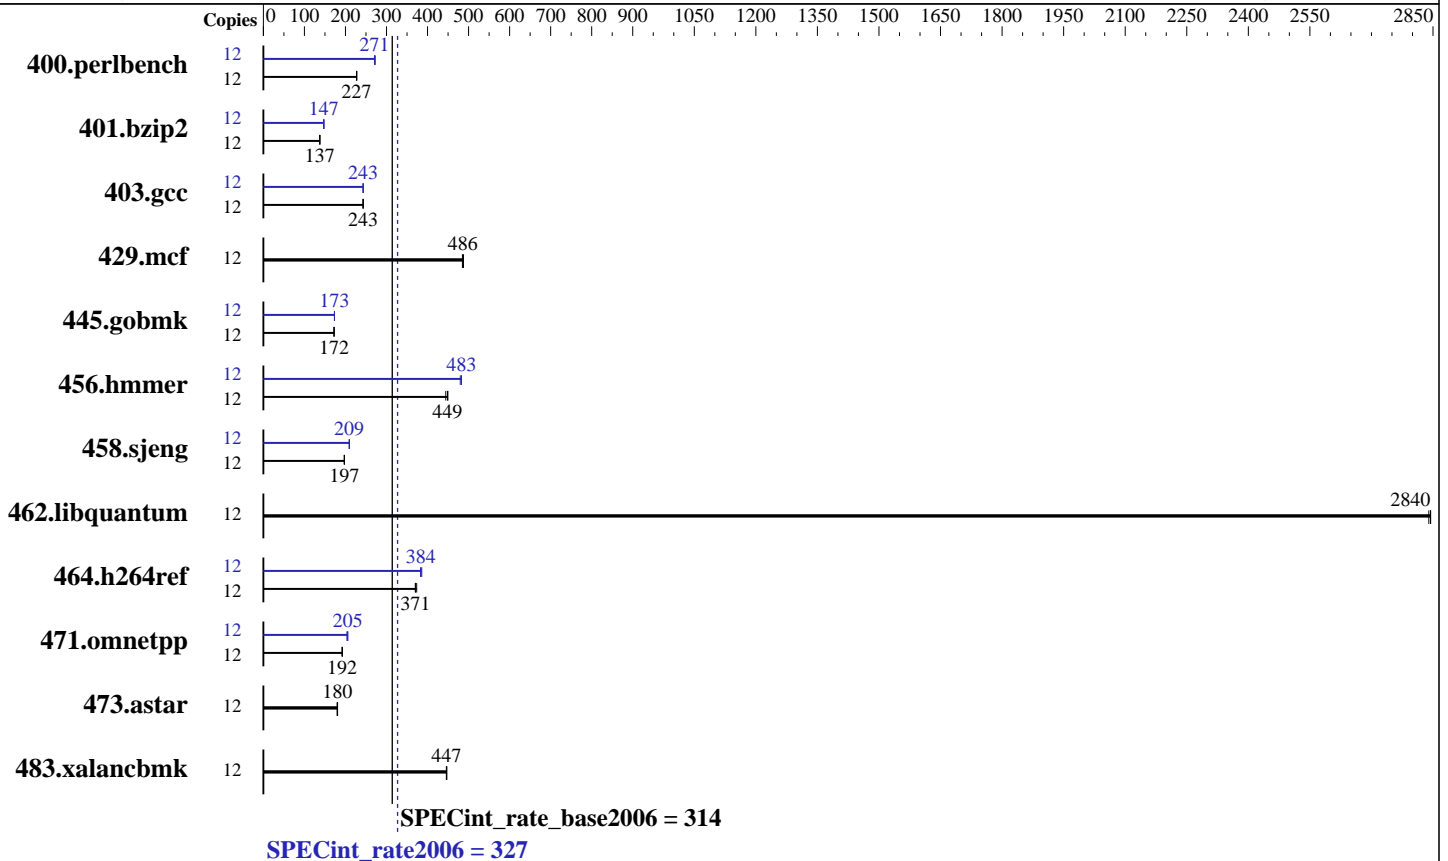 Copies 0 100 200 300 400 500 600 700 800 900 1050 1200 1350 1500 1650 1800 1950 2100 2250 2400 2550 2850
400.perlbench 12 271
12 227
401.bzip2 12 147
12 137
403.gcc 12 243
12 243
429.mcf 12 486
445.gobmk 12 173
12 172
456.hmmer 12 483
12 449
458.sjeng 12 209
12 197
462.libquantum 12 2840
464.h264ref 12 384
12 371
471.omnetpp 12 205
12 192
473.astar 12 180
483.xalancbmk 12 447
SPECint_rate_base2006 = 314
SPECint_rate2006 = 327